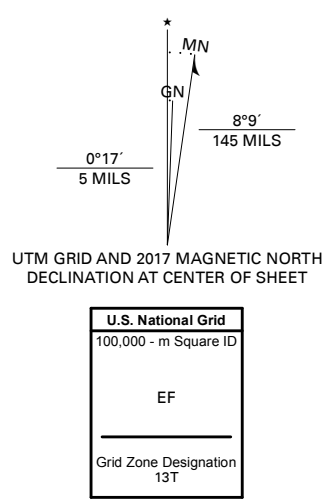 ★
MN
GN
8°9´
145 MILS
0°17´
5 MILS
UTM GRID AND 2017 MAGNETIC NORTH
DECLINATION AT CENTER OF SHEET
U.S. National Grid
100,000 - m Square ID
EF
Grid Zone Designation
13T